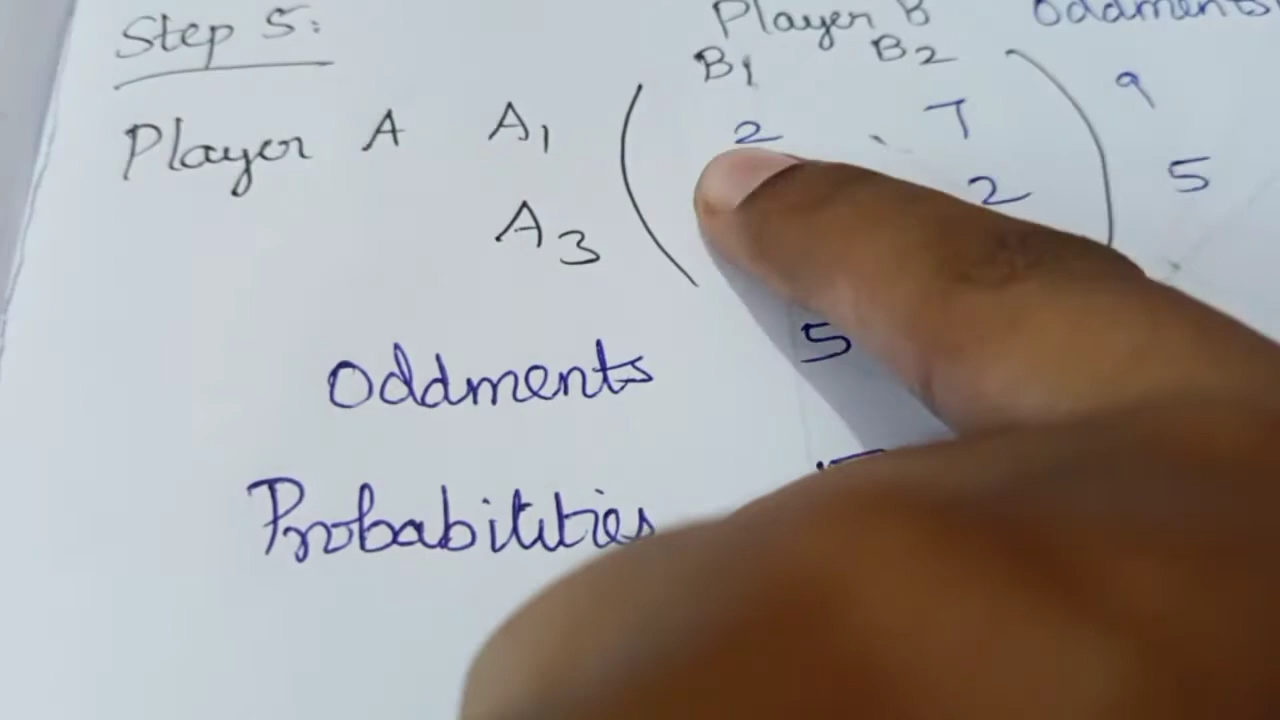 Step 5:
Player B Oddments
B1 B2
Player A A1 2 7 9
A3 2 5
Oddments 5
Probabilities